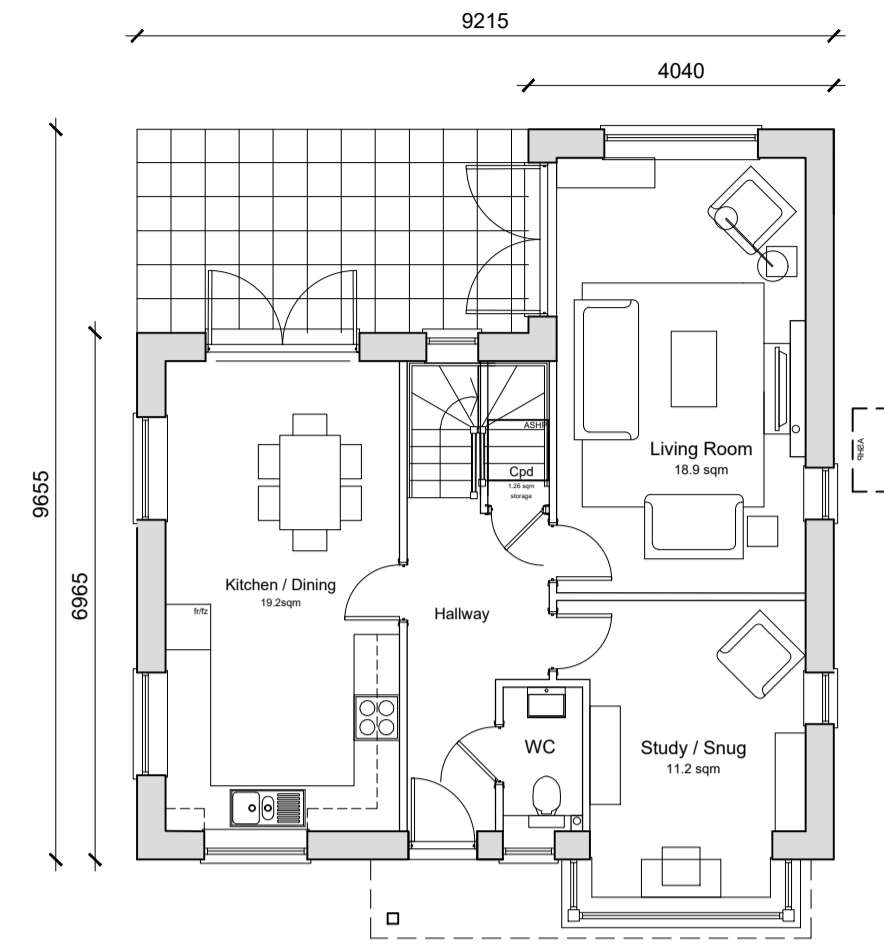 9215
4040
9655
6965
Living Room
18.9 sqm
ASHP
ASHP
Cpd
1.26 sqm
storage
Kitchen / Dining
19.2sqm
fr/fz
Hallway
WC
Study / Snug
11.2 sqm